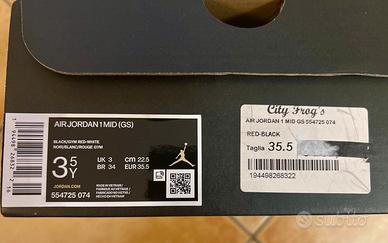 AIR JORDAN 1 MID (GS)
BLACK/GYM RED-WHITE
NOIR/BLANC/ROUGE GYM
3 5 Y
UK 3 cm 22.5
BR 34 EUR 35.5
JORDAN.COM
554725 074
MADE IN VIETNAM
City Frog's
AIR JORDAN 1 MID GS 554725 074
RED-BLACK
Taglia 35.5
194498268322
subito